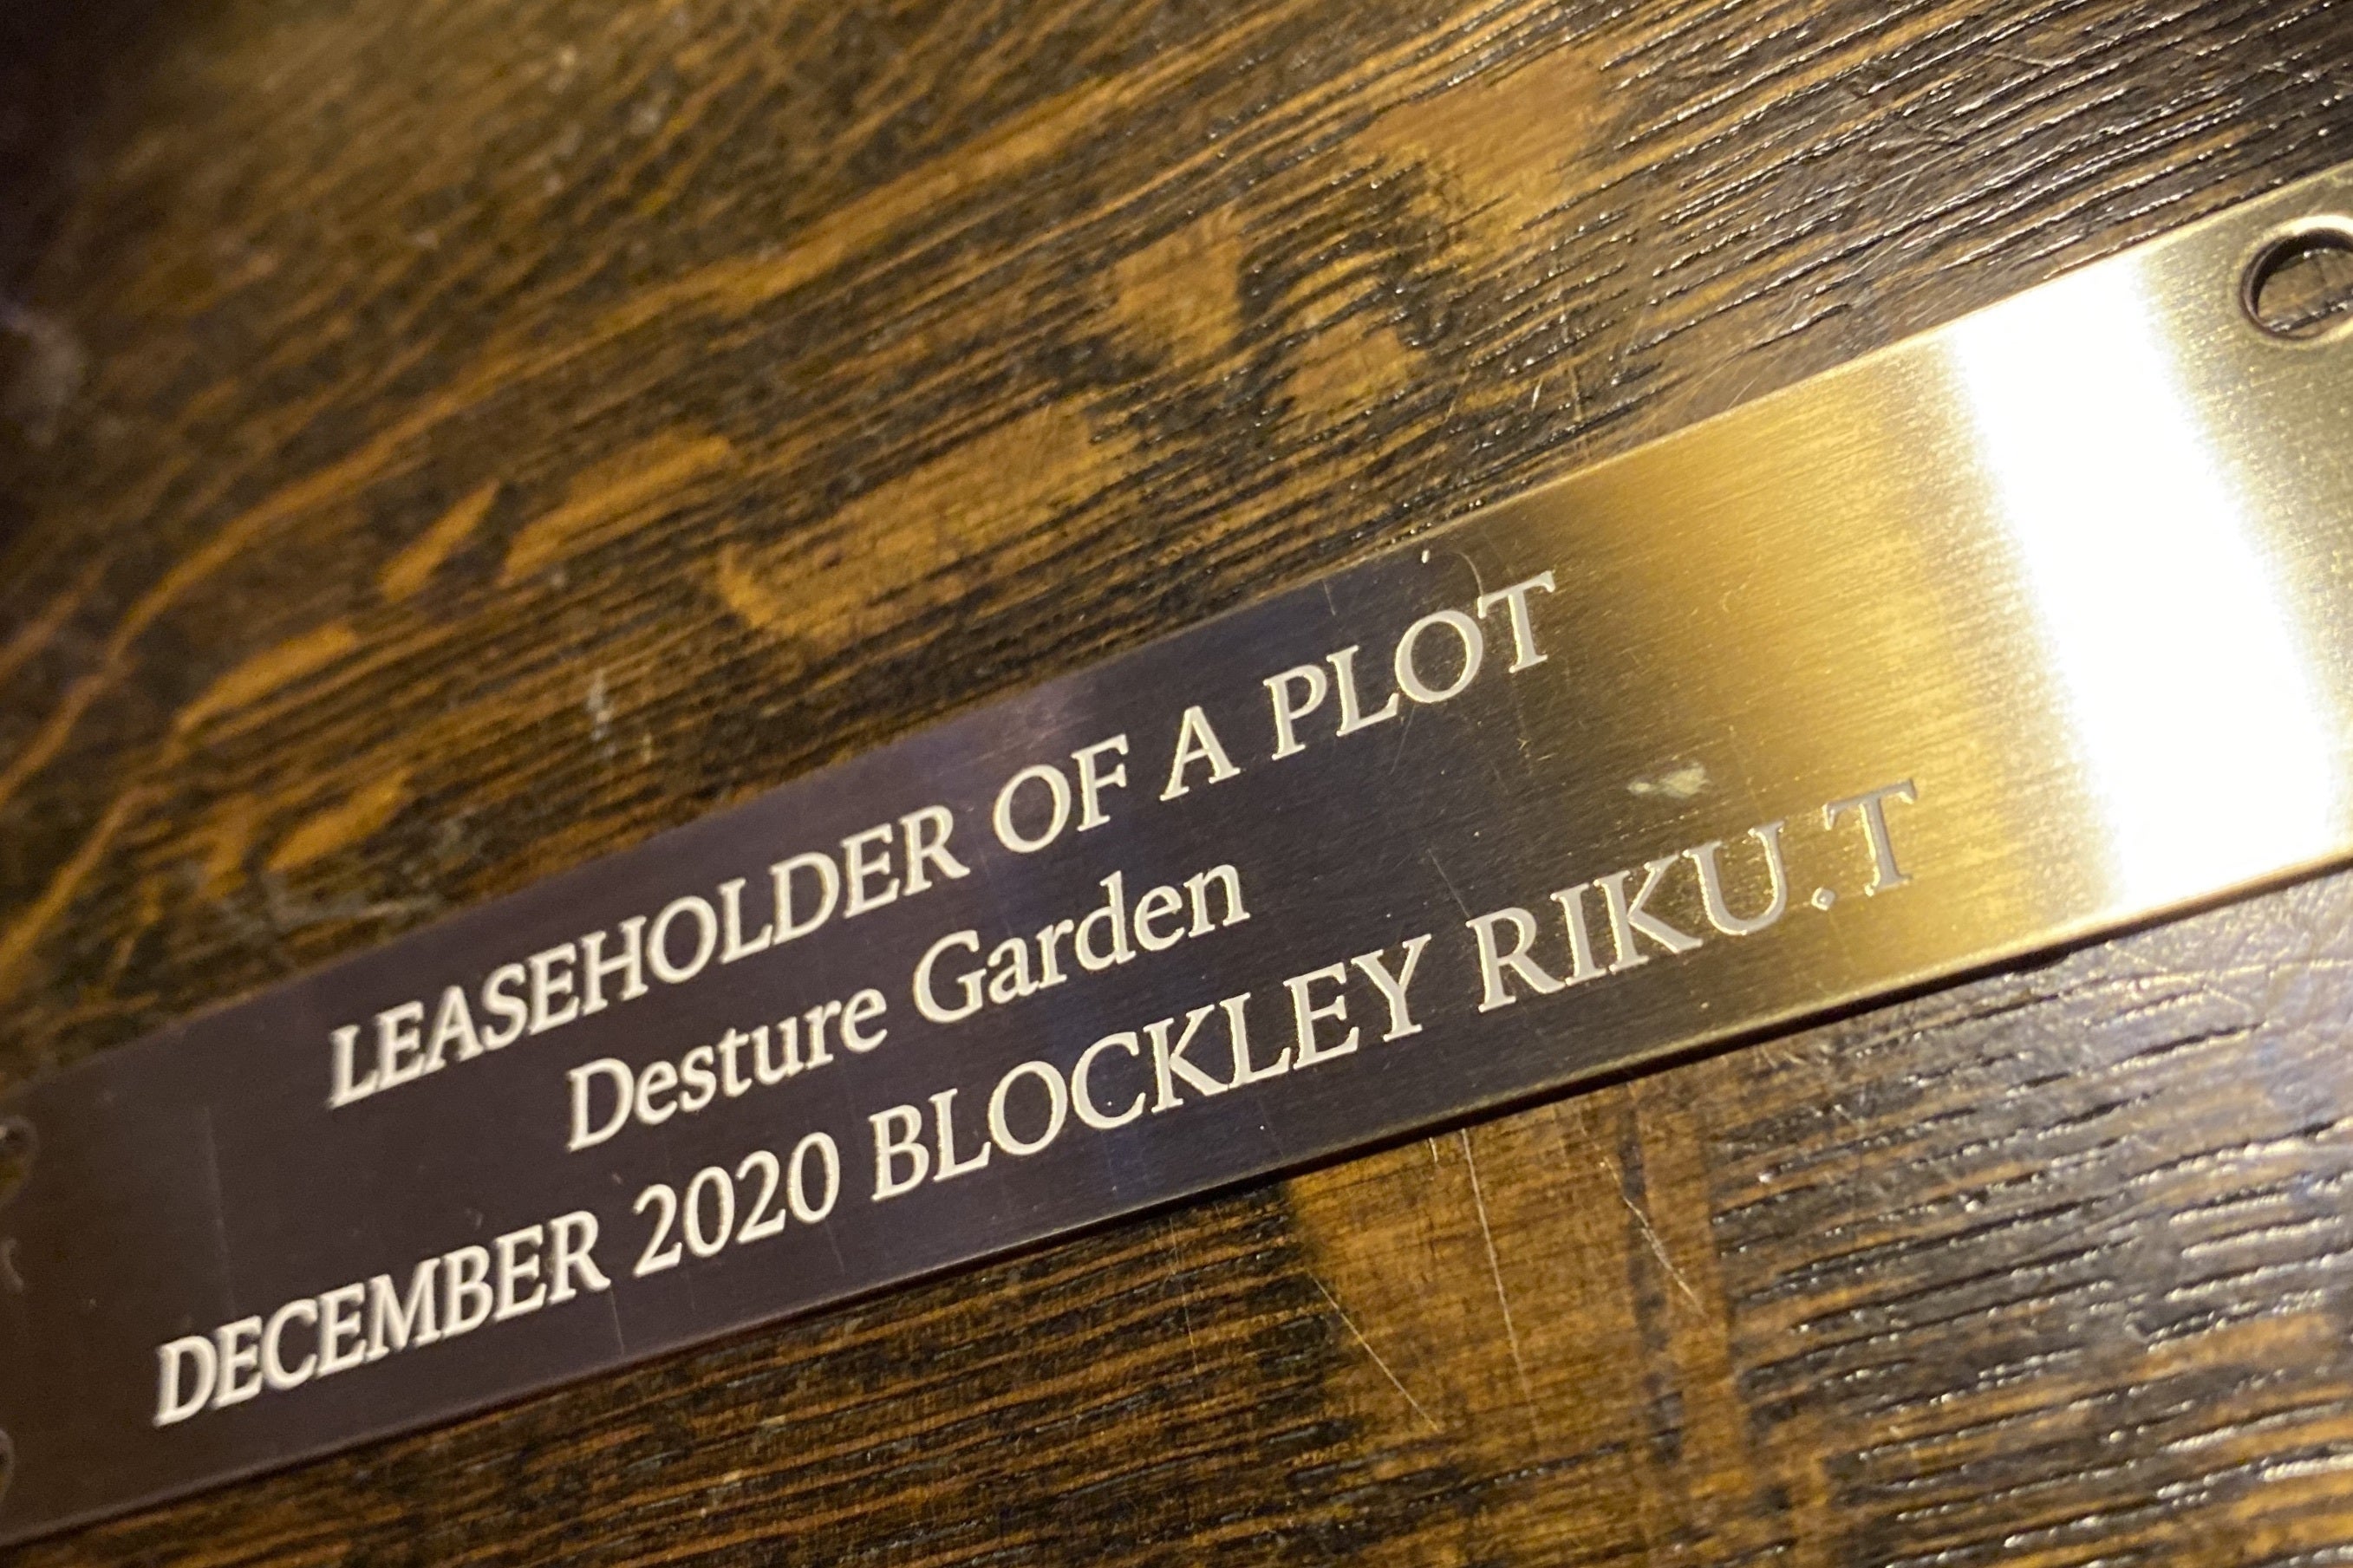 LEASEHOLDER OF A PLOT
Desture Garden
DECEMBER 2020 BLOCKLEY RIKU.T